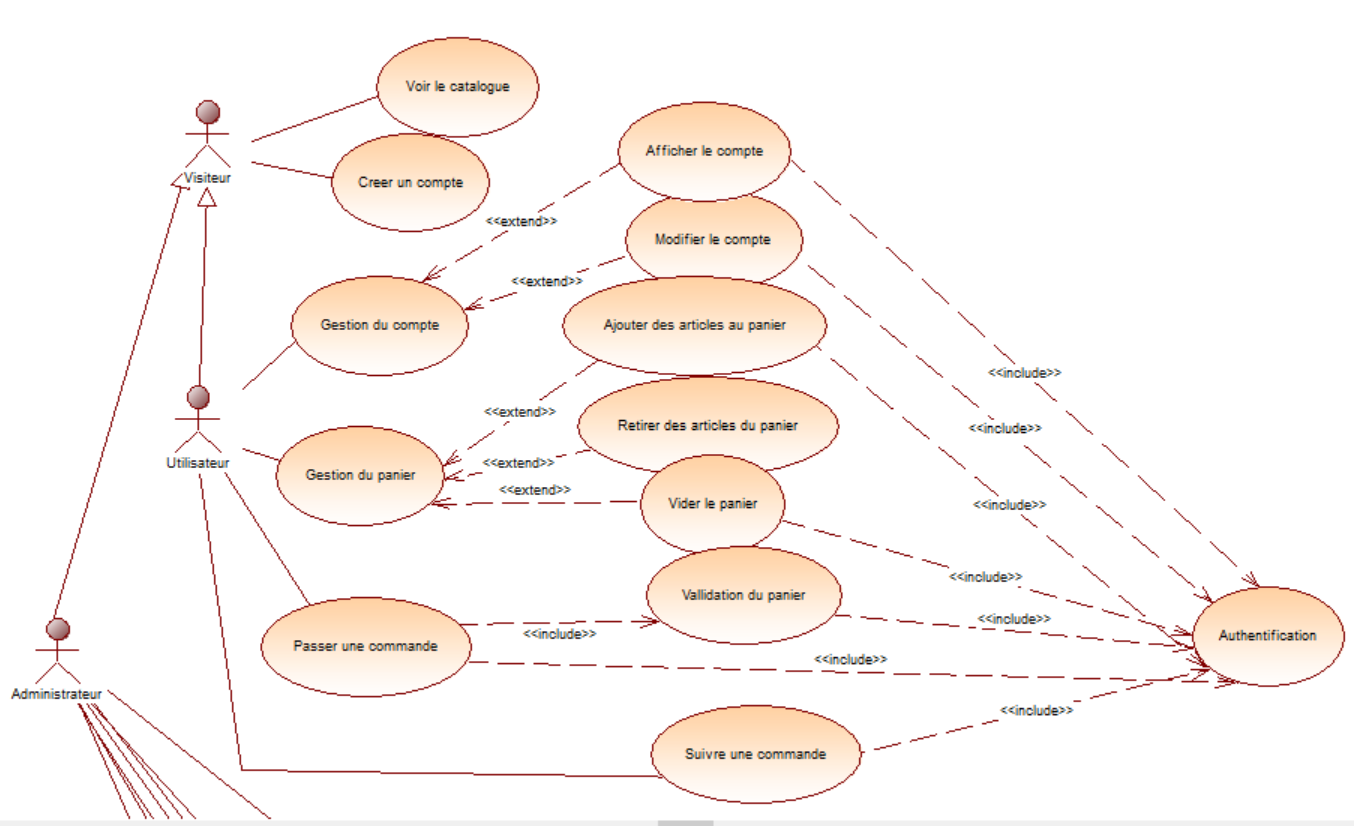 Voir le catalogue
Visiteur
Creer un compte
Afficher le compte
<<extend>>
Modifier le compte
<<extend>>
Gestion du compte
Ajouter des articles au panier
<<include>>
<<extend>>
Retirer des articles du panier
<<include>>
Utilisateur
Gestion du panier
<<extend>>
<<extend>>
Vider le panier
<<include>>
<<include>>
Vallidation du panier
<<include>>
<<include>>
Authentification
Passer une commande
<<include>>
Administrateur
<<include>>
Suivre une commande